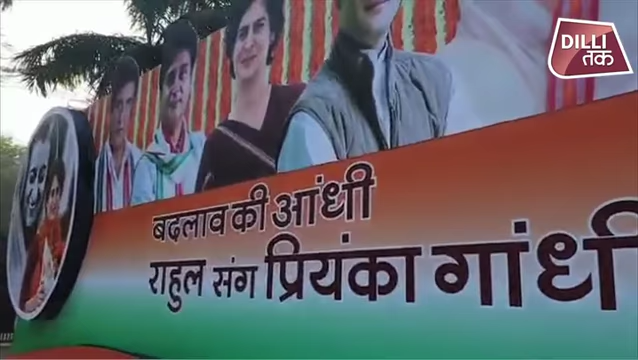 DILLI
तक
बदलाव की आंधी
राहुल संग प्रियंका गांधी